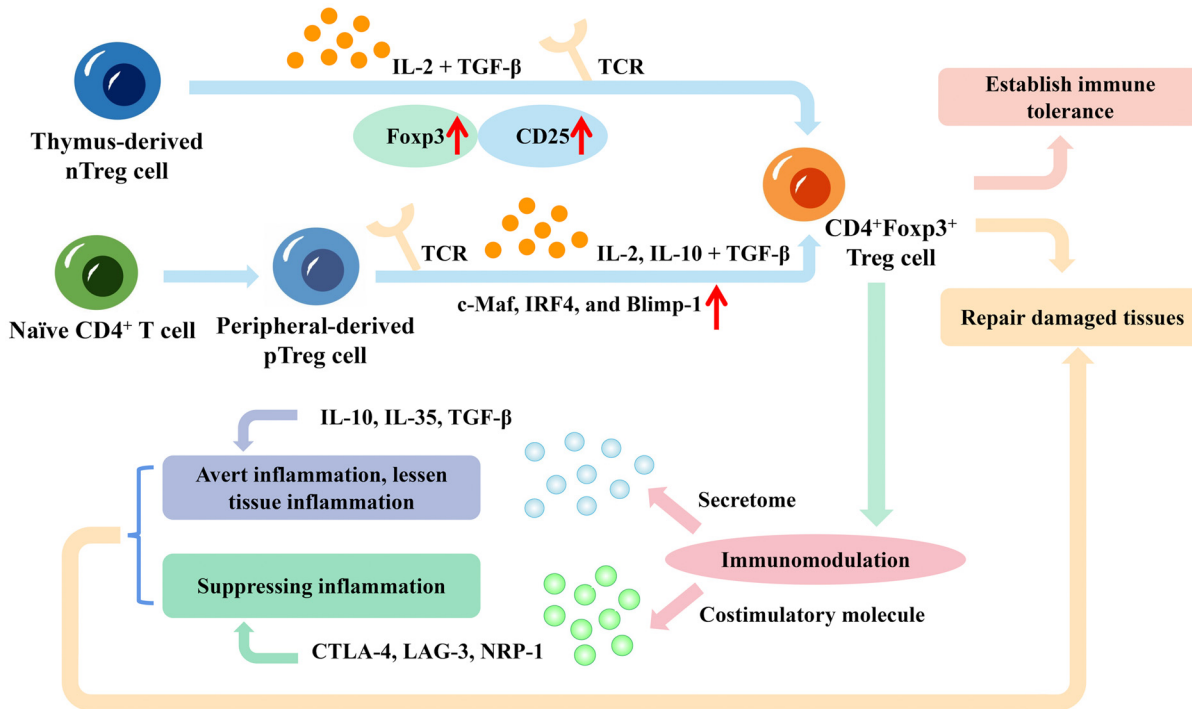 IL-2 + TGF-β
TCR
Thymus-derived
nTreg cell
Foxp3
CD25
Establish immune
tolerance
TCR
IL-2, IL-10 + TGF-β
CD4⁺Foxp3⁺
Treg cell
c-Maf, IRF4, and Blimp-1
Naïve CD4⁺ T cell
Peripheral-derived
pTreg cell
Repair damaged tissues
IL-10, IL-35, TGF-β
Avert inflammation, lessen
tissue inflammation
Secretome
Immunomodulation
Suppressing inflammation
Costimulatory molecule
CTLA-4, LAG-3, NRP-1